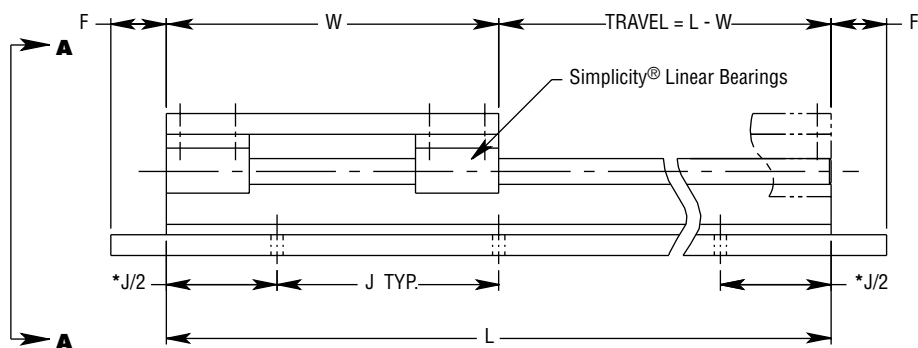 F
W
TRAVEL = L - W
F
A
Simplicity® Linear Bearings
*J/2
J TYP.
*J/2
A
L